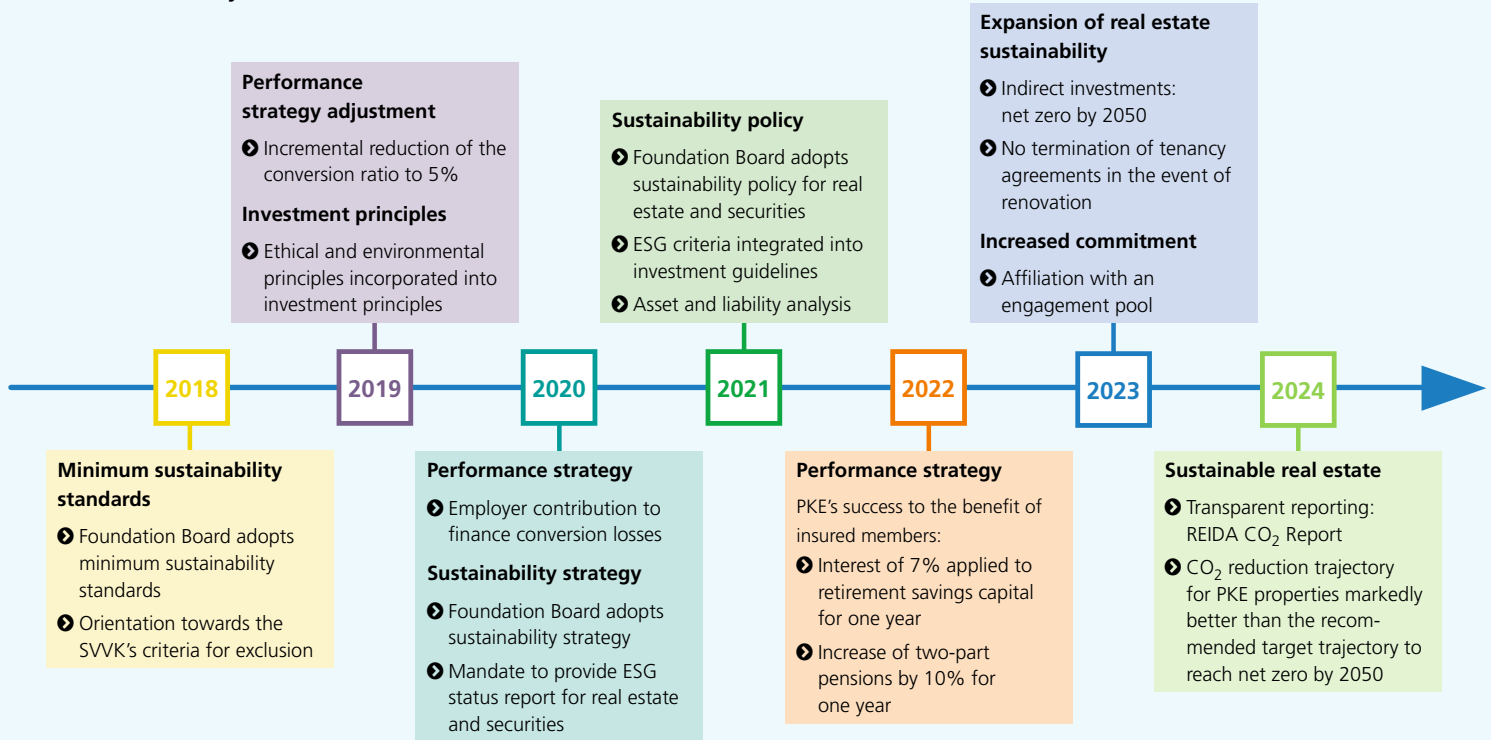 Performance
strategy adjustment
Incremental reduction of the
conversion ratio to 5%
Investment principles
Ethical and environmental
principles incorporated into
investment principles
Sustainability policy
Foundation Board adopts
sustainability policy for real
estate and securities
ESG criteria integrated into
investment guidelines
Asset and liability analysis
Expansion of real estate
sustainability
Indirect investments:
net zero by 2050
No termination of tenancy
agreements in the event of
renovation
Increased commitment
Affiliation with an
engagement pool
2018
2019
2020
2021
2022
2023
2024
Minimum sustainability
standards
Foundation Board adopts
minimum sustainability
standards
Orientation towards the
SVVK's criteria for exclusion
Performance strategy
Employer contribution to
finance conversion losses
Sustainability strategy
Foundation Board adopts
sustainability strategy
Mandate to provide ESG
status report for real estate
and securities
Performance strategy
PKE's success to the benefit of
insured members:
Interest of 7% applied to
retirement savings capital
for one year
Increase of two-part
pensions by 10% for
one year
Sustainable real estate
Transparent reporting:
REIDA CO₂ Report
CO₂ reduction trajectory
for PKE properties markedly
better than the recom-
mended target trajectory to
reach net zero by 2050